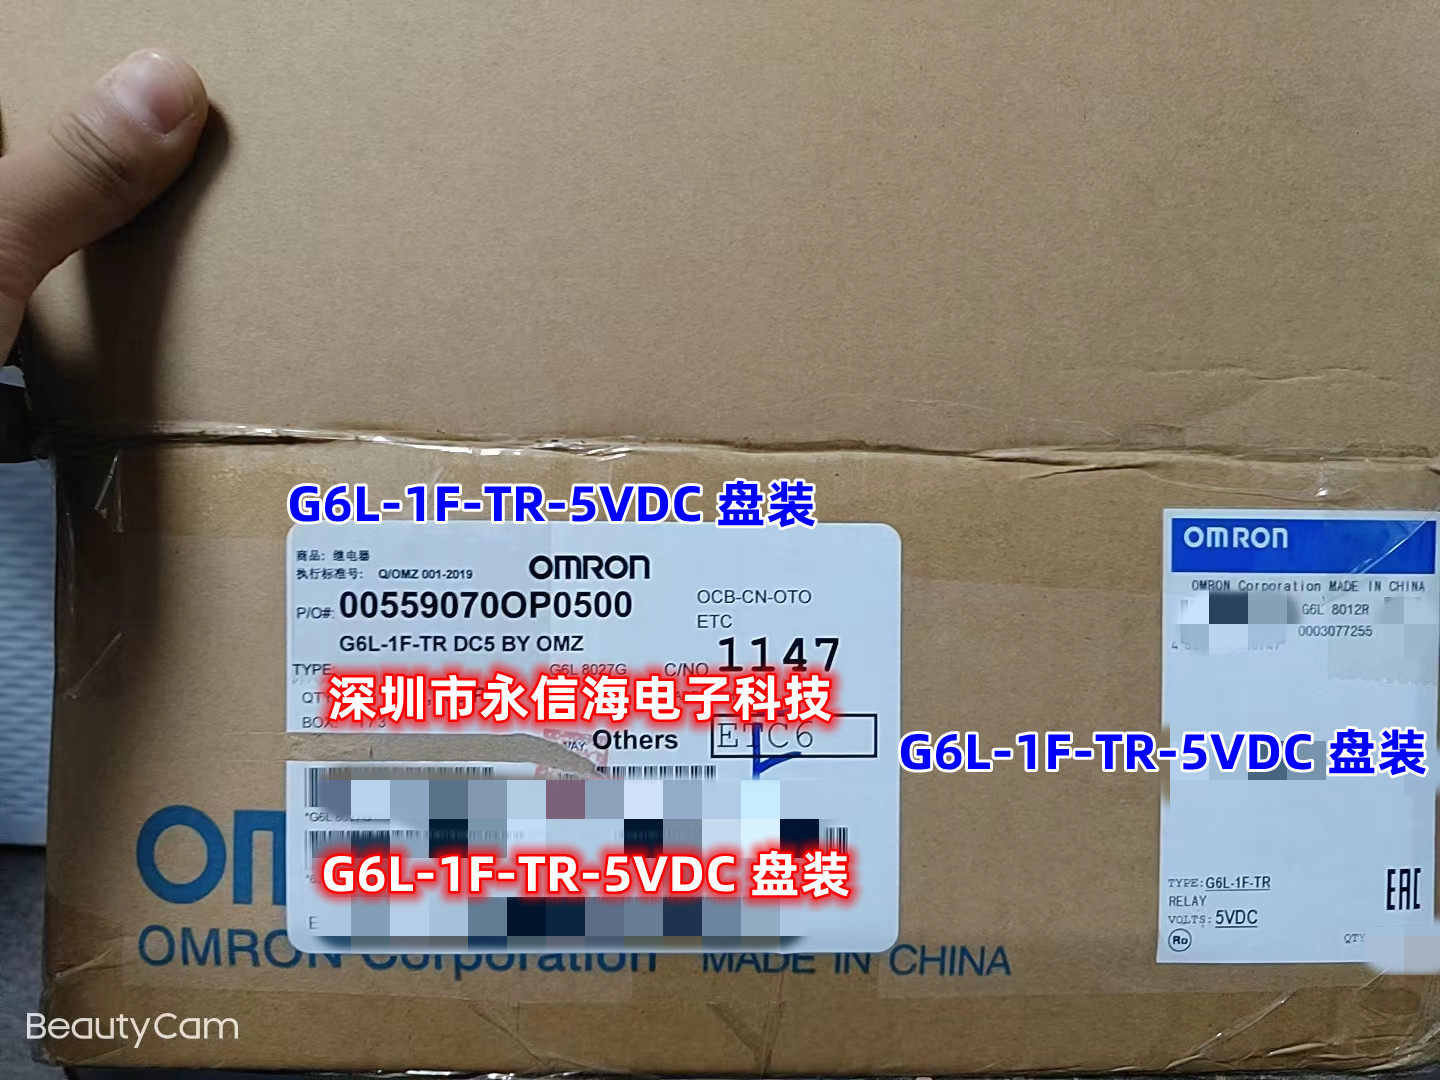 G6L-1F-TR-5VDC 盘装
商品: 继电器
执行标准号: Q/OMZ 001-2019
OMRON
P/O#: 00559070OP0500
G6L-1F-TR DC5 BY OMZ
OCB-CN-OTO
ETC
1147
TYPE:
G6L 8027G
C/NO
深圳市永信海电子科技
QTY
BOX:
Others
ETC6
*G6L 8027G
G6L-1F-TR-5VDC 盘装
E
OMRON Corporation MADE IN CHINA
OMRON
OMRON Corporation MADE IN CHINA
G6L 8012R
0003077255
G6L-1F-TR-5VDC 盘装
TYPE: G6L-1F-TR
RELAY
VOLTS: 5VDC
EAC
QTY
BeautyCam